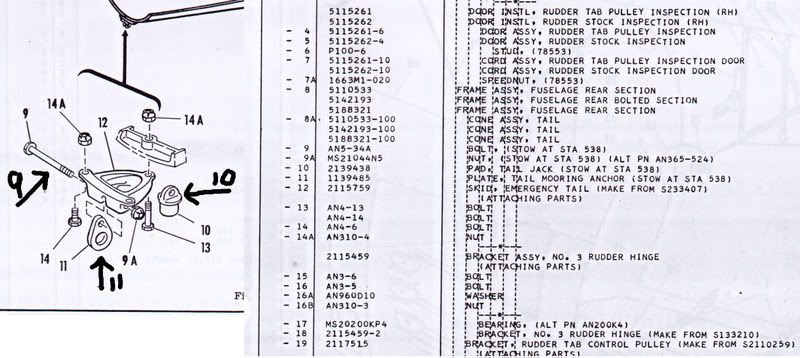 14A
14 A
9
12
9
10
10
14
11
9A
13
11
Fi
5115261 DOOR INSTL, RUDDER TAB PULLEY INSPECTION (RH)
5115262 DOOR INSTL, RUDDER STOCK INSPECTION (RH)
- 4 5115261-6 DOOR ASSY, RUDDER TAB PULLEY INSPECTION
- 5 5115262-4 DOOR ASSY, RUDDER STOCK INSPECTION
- 6 P100-6 STUD, (78553)
- 7 5115261-10 CORD ASSY, RUDDER TAB PULLEY INSPECTION DOOR
5115262-10 CORD ASSY, RUDDER STOCK INSPECTION DOOR
- 7A 1663M1-020 SPEEDNUT, (78553)
- 8 5110533 FRAME ASSY, FUSELAGE REAR SECTION
5142193 FRAME ASSY, FUSELAGE REAR BOLTED SECTION
5188321 FRAME ASSY, FUSELAGE REAR SECTION
- 8A 5110533-100 CONE ASSY, TAIL
5142193-100 CONE ASSY, TAIL
5188321-100 CONE ASSY, TAIL
- 9 AN5-34A BOLT, (STOW AT STA 538)
- 9A MS21044N5 NUT, (STOW AT STA 538) (ALT PN AN365-524)
- 10 2139438 PAD, TAIL JACK (STOW AT STA 538)
- 11 1139485 PLATE, TAIL MOORING ANCHOR (STOW AT STA 538)
- 12 2115759 SKID, EMERGENCY TAIL (MAKE FROM S233407)
(ATTACHING PARTS)
- 13 AN4-13 BOLT
AN4-14 BOLT
- 14 AN4-6 BOLT
- 14A AN310-4 NUT
2115459 BRACKET ASSY, NO. 3 RUDDER HINGE
(ATTACHING PARTS)
- 15 AN3-6 BOLT
- 16 AN3-5 BOLT
- 16A AN960D10 WASHER
- 16B AN310-3 NUT
- 17 MS20200KP4 BEARING, (ALT PN AN200K4)
- 18 2115459-2 BRACKET, NO. 3 RUDDER HINGE (MAKE FROM S133210)
- 19 2117515 BRACKET, RUDDER TAB CONTROL PULLEY (MAKE FROM S2110259)
(ATTACHING PARTS)